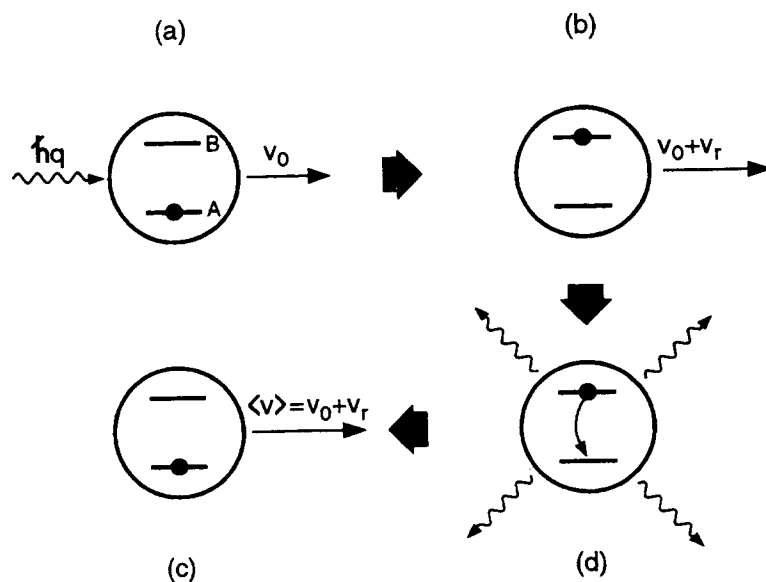 (a)
(b)
ħq
B
A
v₀
v₀+vᵣ
⟨v⟩=v₀+vᵣ
(c)
(d)